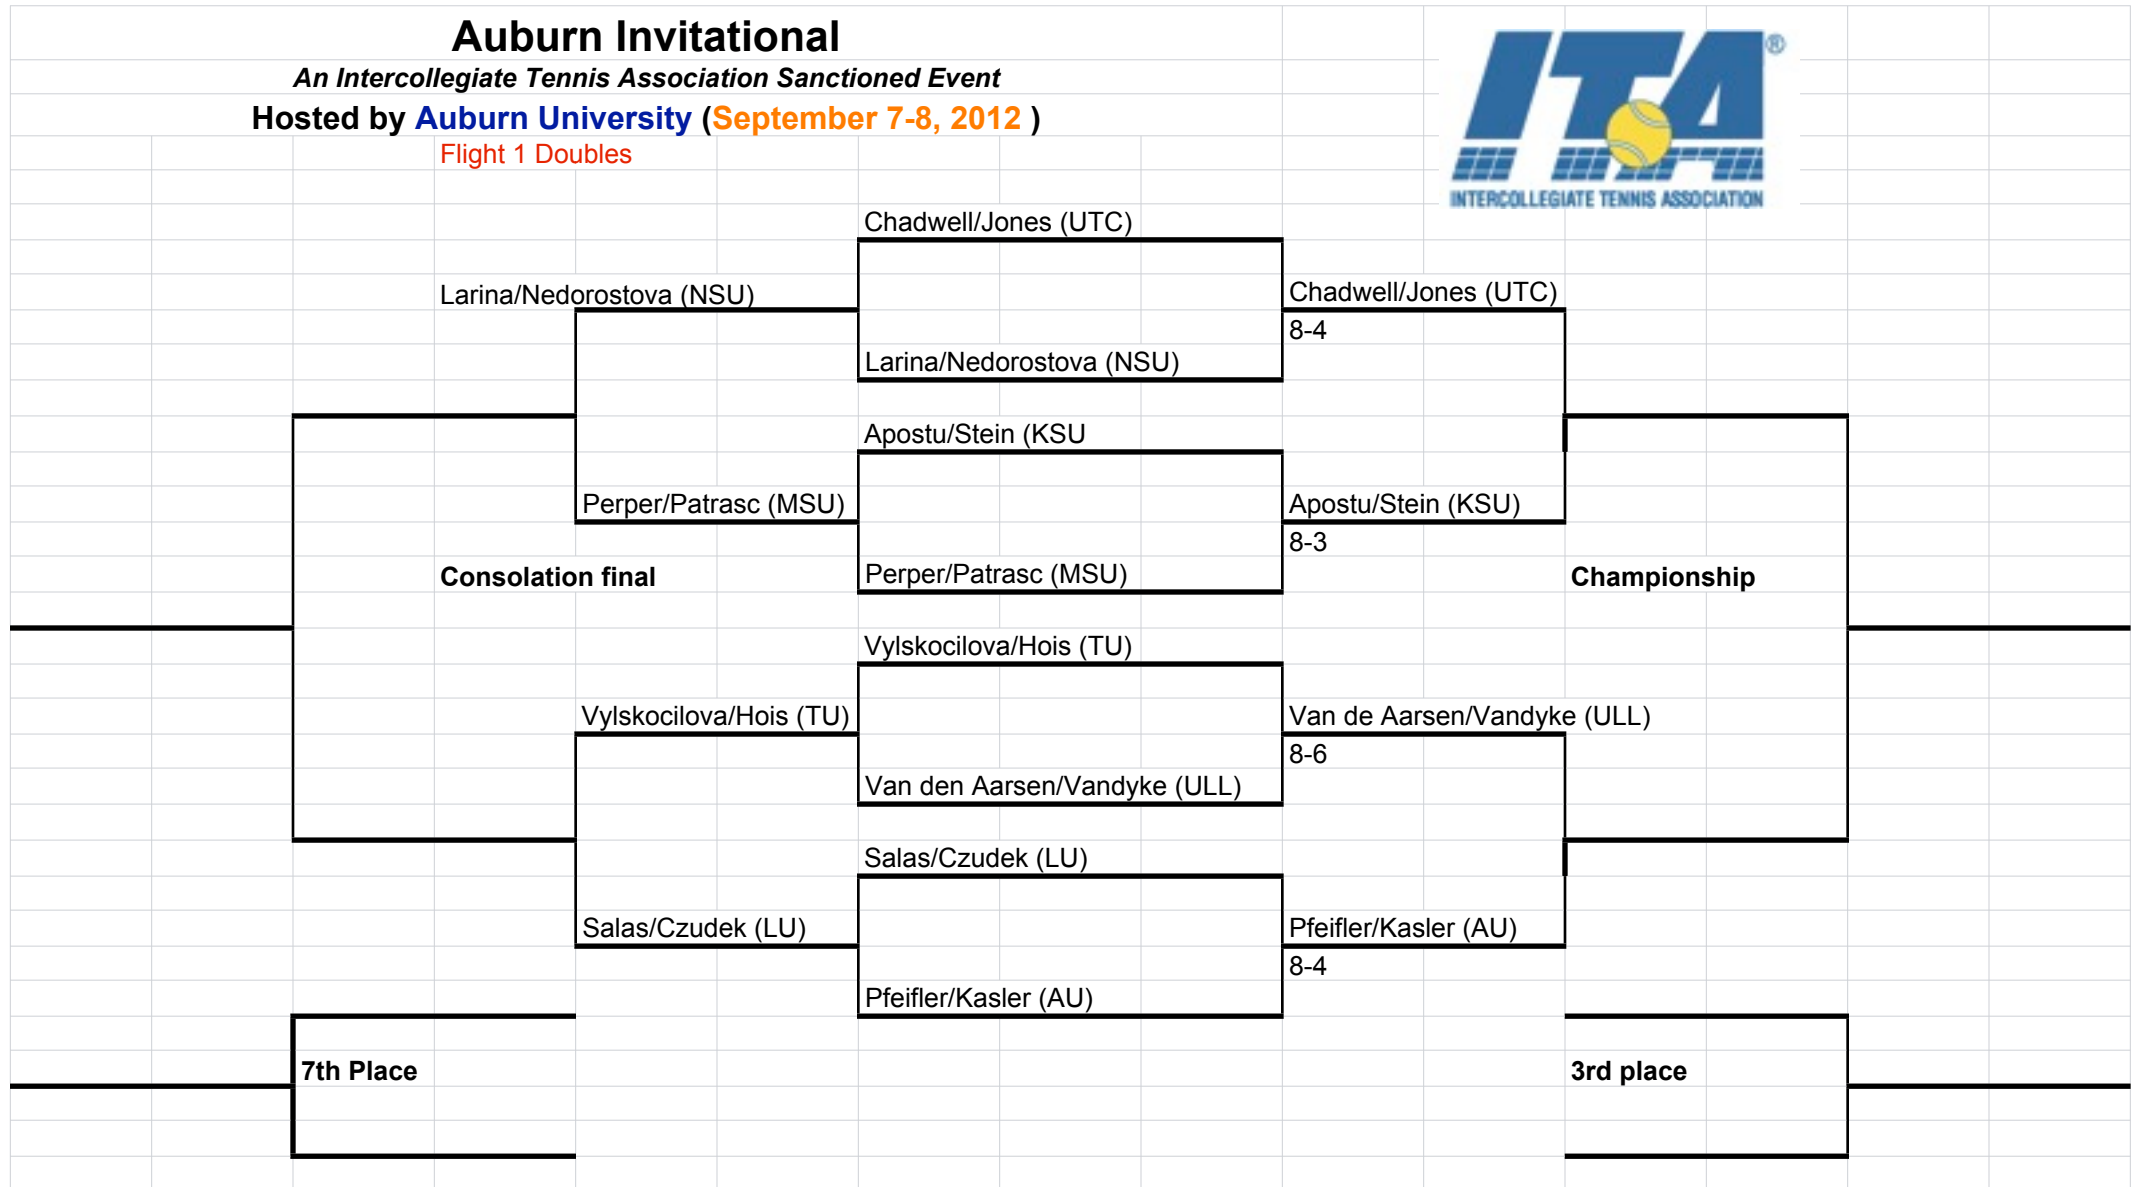 Auburn Invitational
An Intercollegiate Tennis Association Sanctioned Event
Hosted by Auburn University (September 7-8, 2012 )
Flight 1 Doubles
ITA®
INTERCOLLEGIATE TENNIS ASSOCIATION
Chadwell/Jones (UTC)
Larina/Nedorostova (NSU)
Chadwell/Jones (UTC)
8-4
Larina/Nedorostova (NSU)
Apostu/Stein (KSU
Perper/Patrasc (MSU)
Apostu/Stein (KSU)
8-3
Consolation final
Perper/Patrasc (MSU)
Championship
Vylskocilova/Hois (TU)
Vylskocilova/Hois (TU)
Van de Aarsen/Vandyke (ULL)
8-6
Van den Aarsen/Vandyke (ULL)
Salas/Czudek (LU)
Salas/Czudek (LU)
Pfeifler/Kasler (AU)
8-4
Pfeifler/Kasler (AU)
7th Place
3rd place